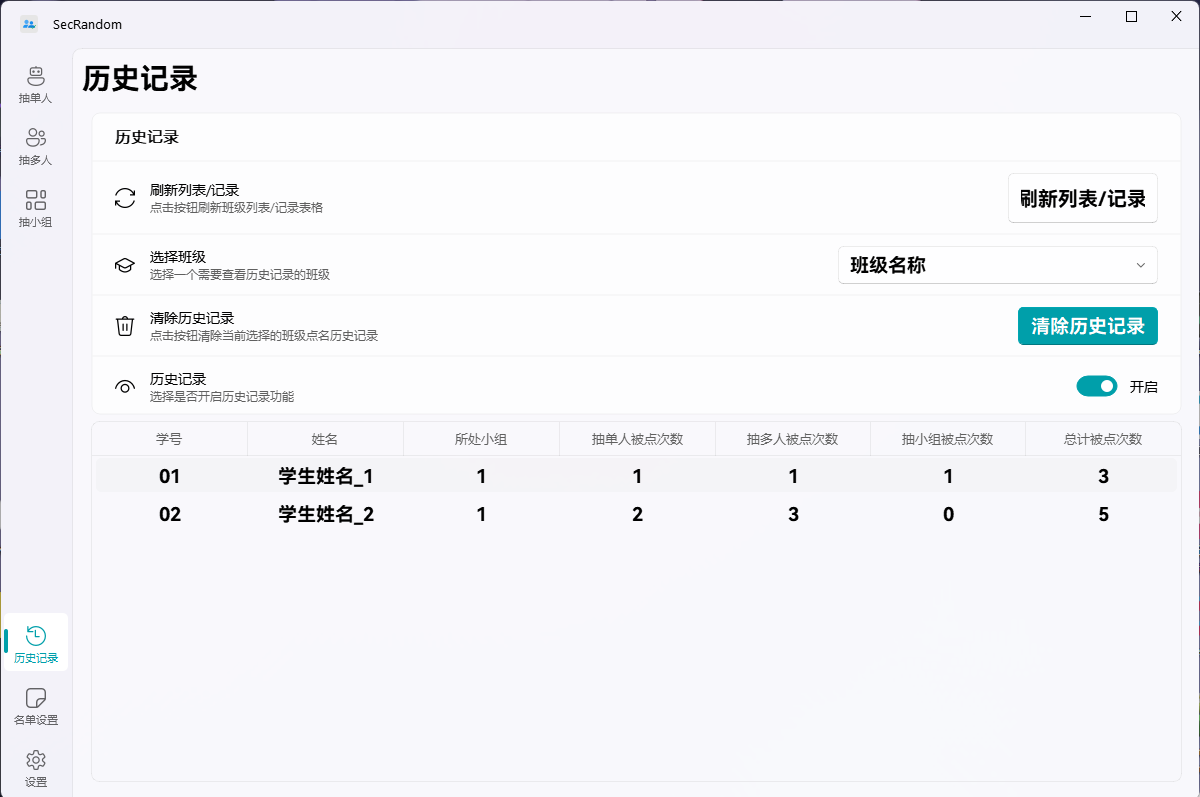 SecRandom
抽单人
抽多人
抽小组
历史记录
名单设置
设置
历史记录
历史记录
刷新列表/记录
点击按钮刷新班级列表/记录表格
刷新列表/记录
选择班级
选择一个需要查看历史记录的班级
班级名称
清除历史记录
点击按钮清除当前选择的班级点名历史记录
清除历史记录
历史记录
选择是否开启历史记录功能
开启
学号 姓名 所处小组 抽单人被点次数 抽多人被点次数 抽小组被点次数 总计被点次数
01 学生姓名_1 1 1 1 1 3
02 学生姓名_2 1 2 3 0 5